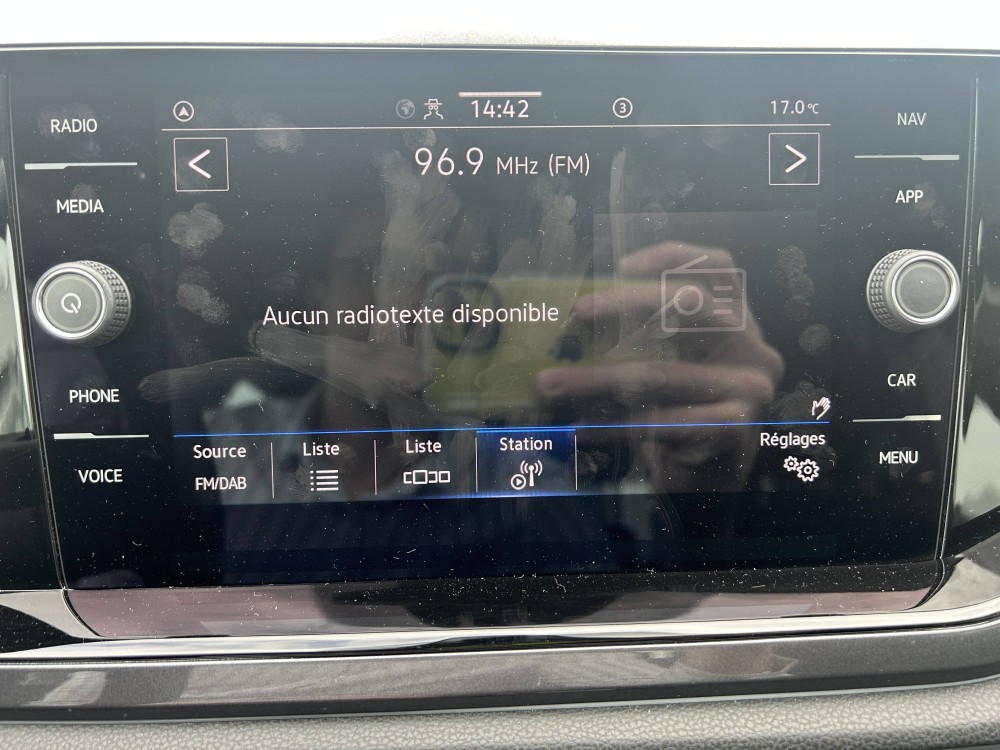 RADIO
MEDIA
PHONE
VOICE
14:42
3
17.0°C
<
96.9 MHz (FM)
>
Aucun radiotexte disponible
Source
FM/DAB
Liste
Liste
Station
Réglages
NAV
APP
CAR
MENU